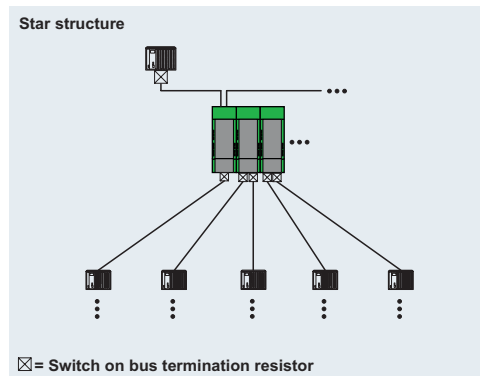 Star structure
☒= Switch on bus termination resistor